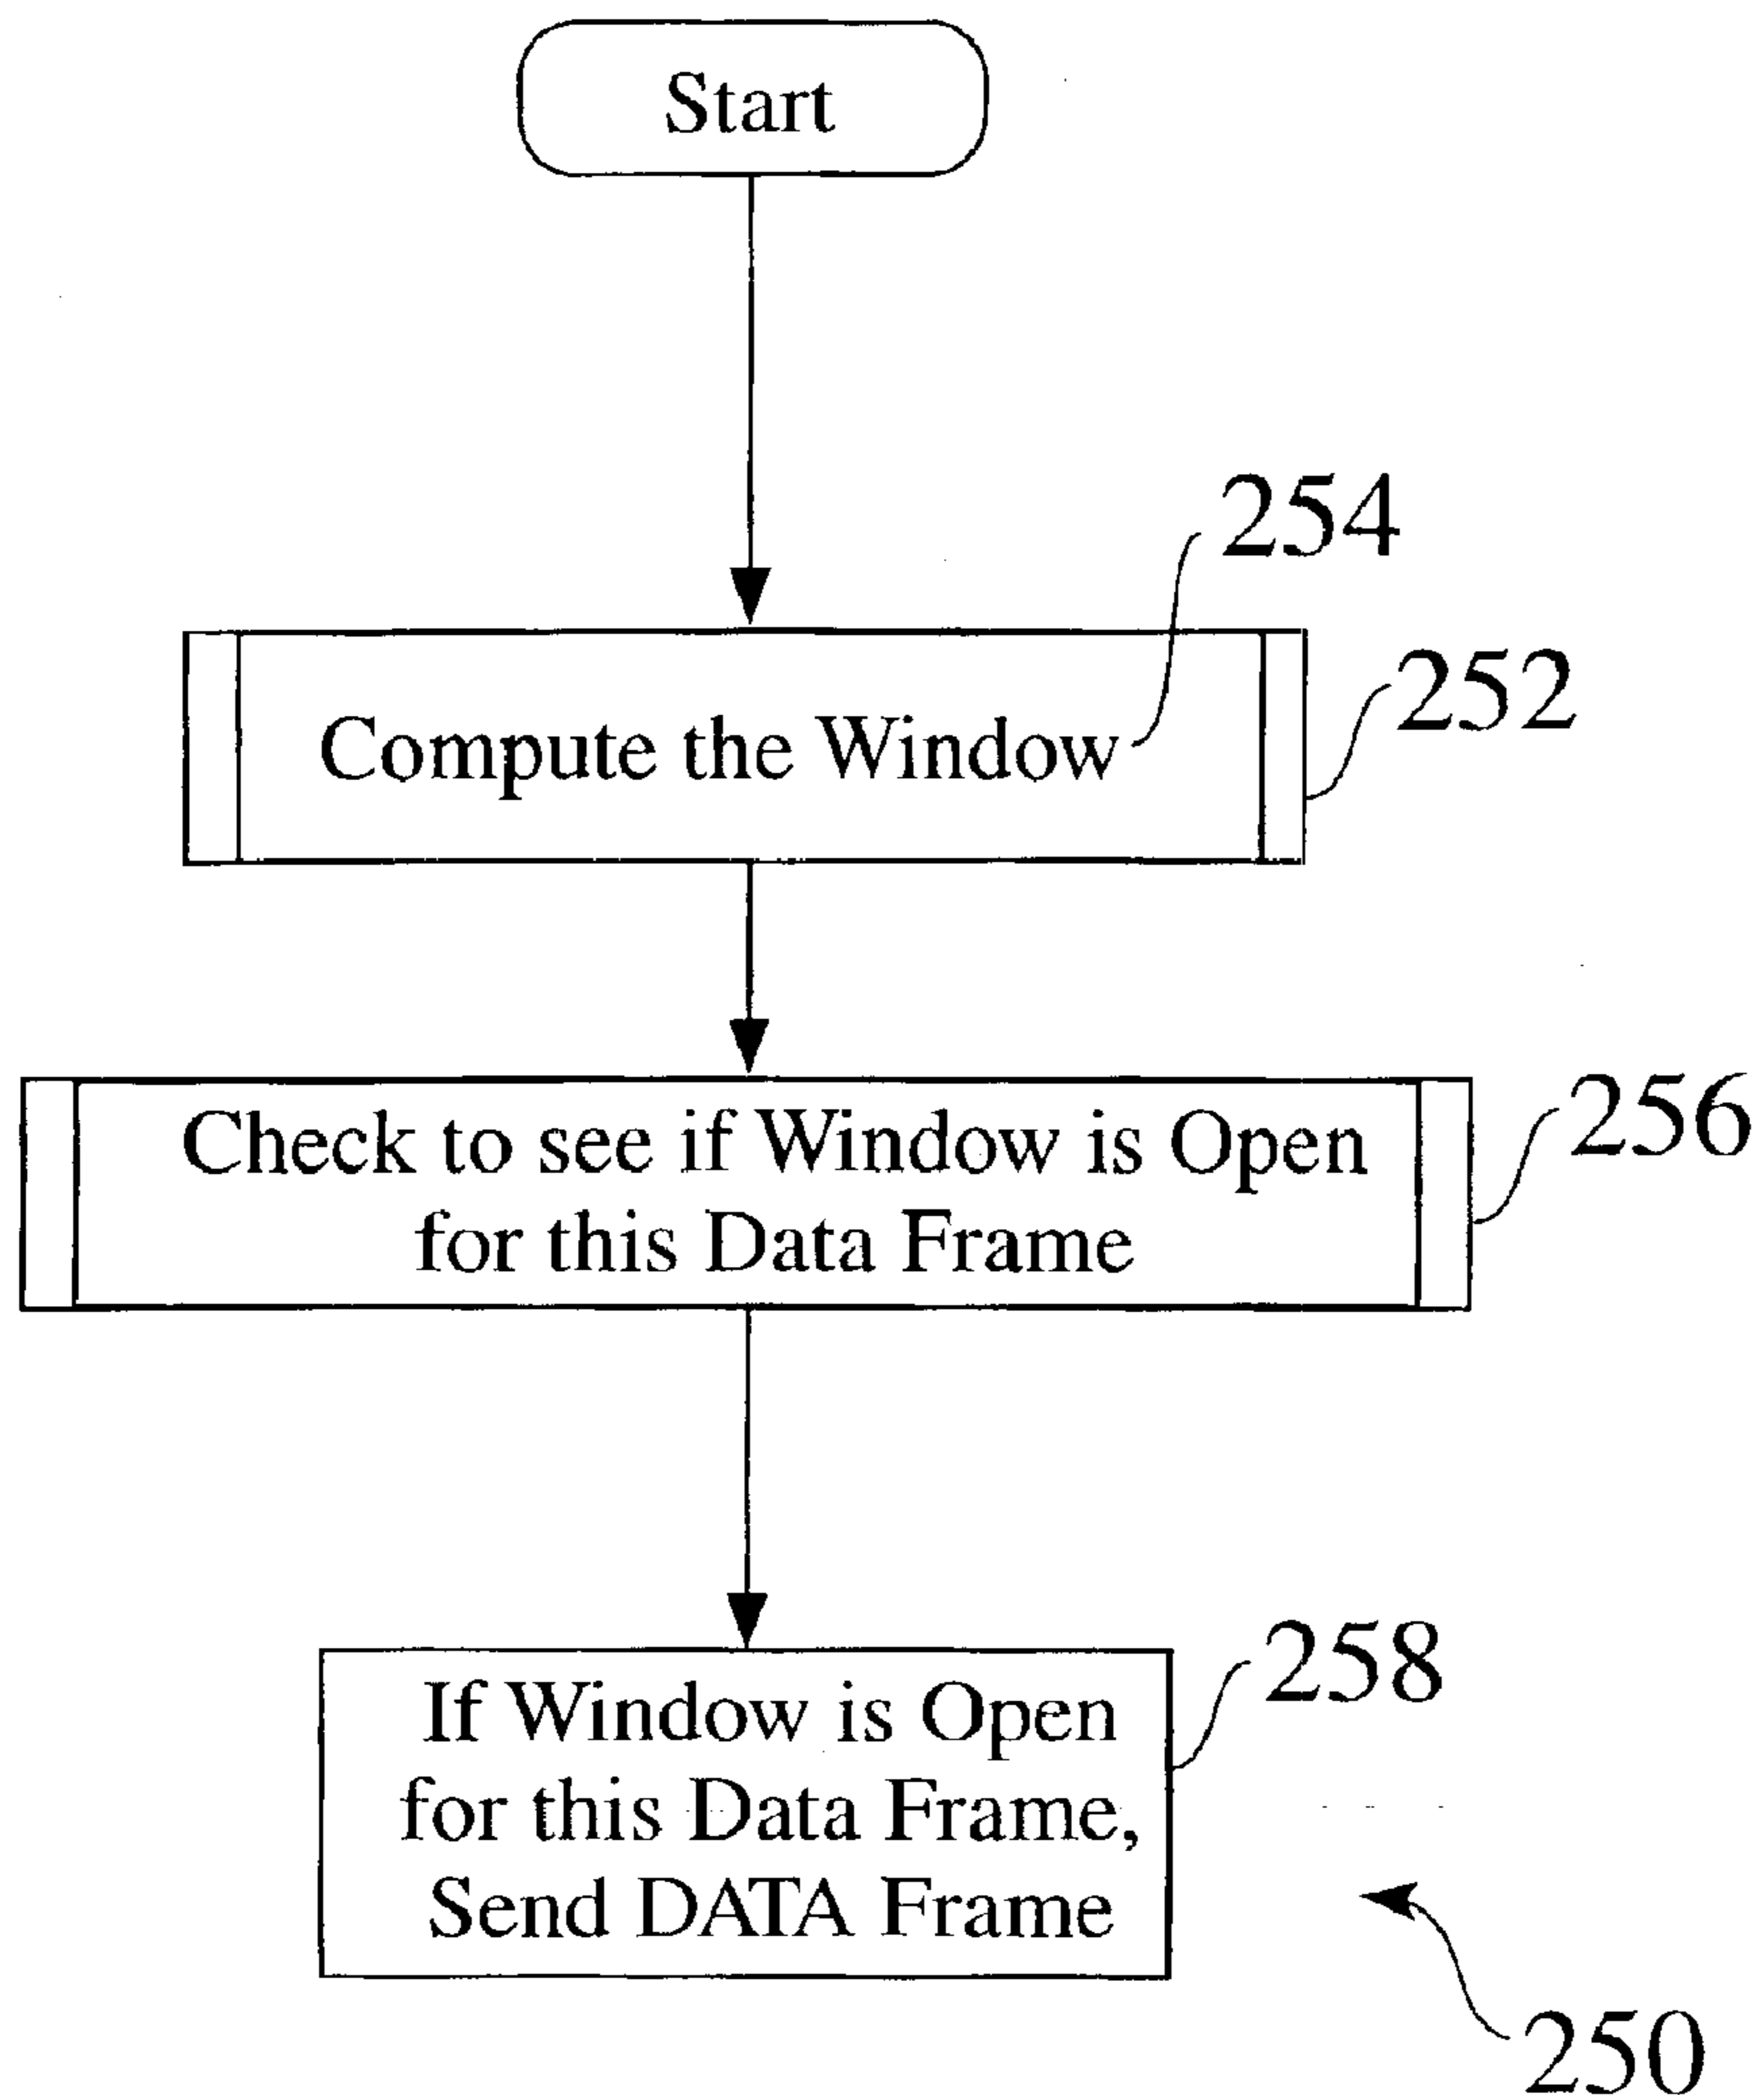 Start
254
252
Compute the Window
256
Check to see if Window is Open
for this Data Frame
258
If Window is Open
for this Data Frame,
Send DATA Frame
250